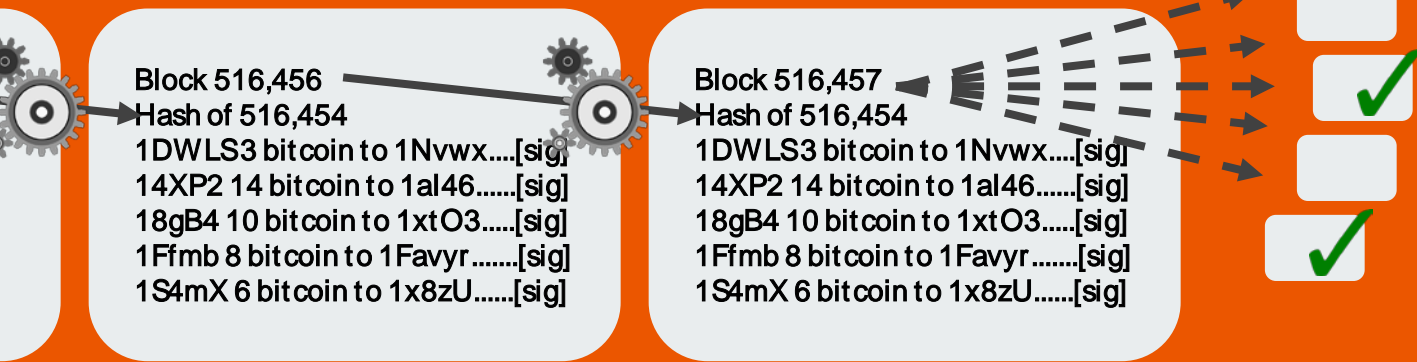 Block 516,456
Hash of 516,454
1DWLS3 bitcoin to 1Nvwx....[sig]
14XP2 14 bitcoin to 1aI46......[sig]
18gB4 10 bitcoin to 1xtO3.....[sig]
1Ffmb 8 bitcoin to 1Favyr.......[sig]
1S4mX 6 bitcoin to 1x8zU......[sig]
Block 516,457
Hash of 516,454
1DWLS3 bitcoin to 1Nvwx....[sig]
14XP2 14 bitcoin to 1aI46......[sig]
18gB4 10 bitcoin to 1xtO3.....[sig]
1Ffmb 8 bitcoin to 1Favyr.......[sig]
1S4mX 6 bitcoin to 1x8zU......[sig]